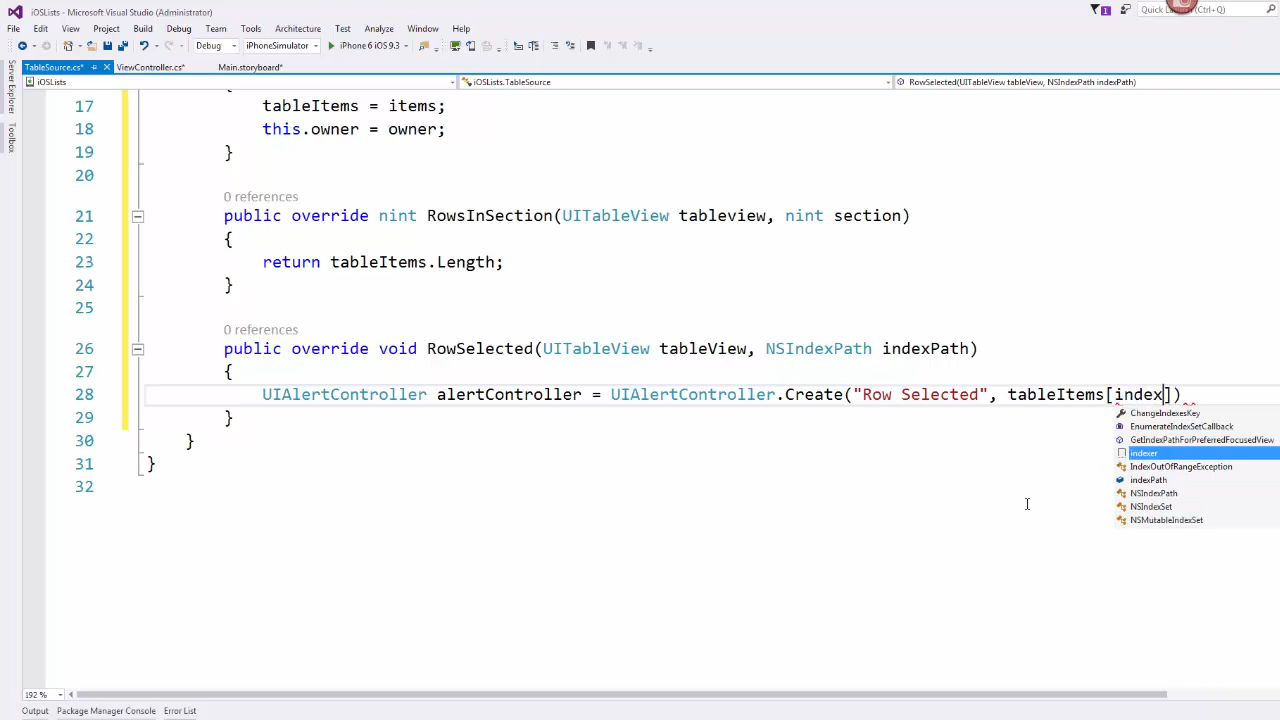 iOSLists - Microsoft Visual Studio (Administrator)
1
Quick Launch (Ctrl+Q)
File Edit View Project Build Debug Team Tools Architecture Test Analyze Window Help
Debug iPhoneSimulator iPhone 6 iOS 9.3
Server Explorer
Toolbox
TableSource.cs* ViewController.cs* Main.storyboard*
iOSLists iOSLists.TableSource RowSelected(UITableView tableView, NSIndexPath indexPath)
{
17 tableItems = items;
18 this.owner = owner;
19 }
20
0 references
21 public override nint RowsInSection(UITableView tableview, nint section)
22 {
23 return tableItems.Length;
24 }
25
0 references
26 public override void RowSelected(UITableView tableView, NSIndexPath indexPath)
27 {
28 UIAlertController alertController = UIAlertController.Create("Row Selected", tableItems[index])
29 }
30 }
31 }
32
ChangeIndexesKey
EnumerateIndexSetCallback
GetIndexPathForPreferredFocusedView
indexer
IndexOutOfRangeException
indexPath
NSIndexPath
NSIndexSet
NSMutableIndexSet
192 %
Output Package Manager Console Error List